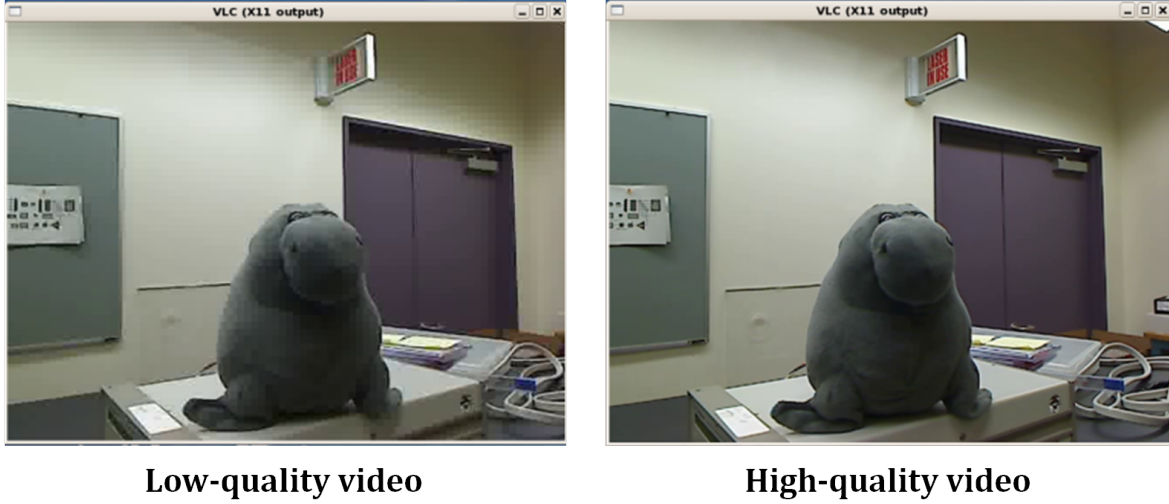 VLC (X11 output)
VLC (X11 output)
LASER
IN USE
LASER
IN USE
Low-quality video
High-quality video